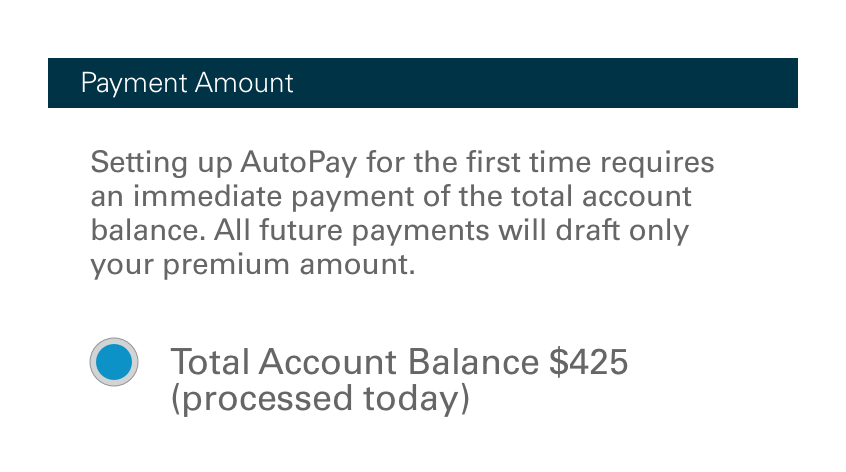 Payment Amount
Setting up AutoPay for the first time requires
an immediate payment of the total account
balance. All future payments will draft only
your premium amount.
Total Account Balance $425
(processed today)